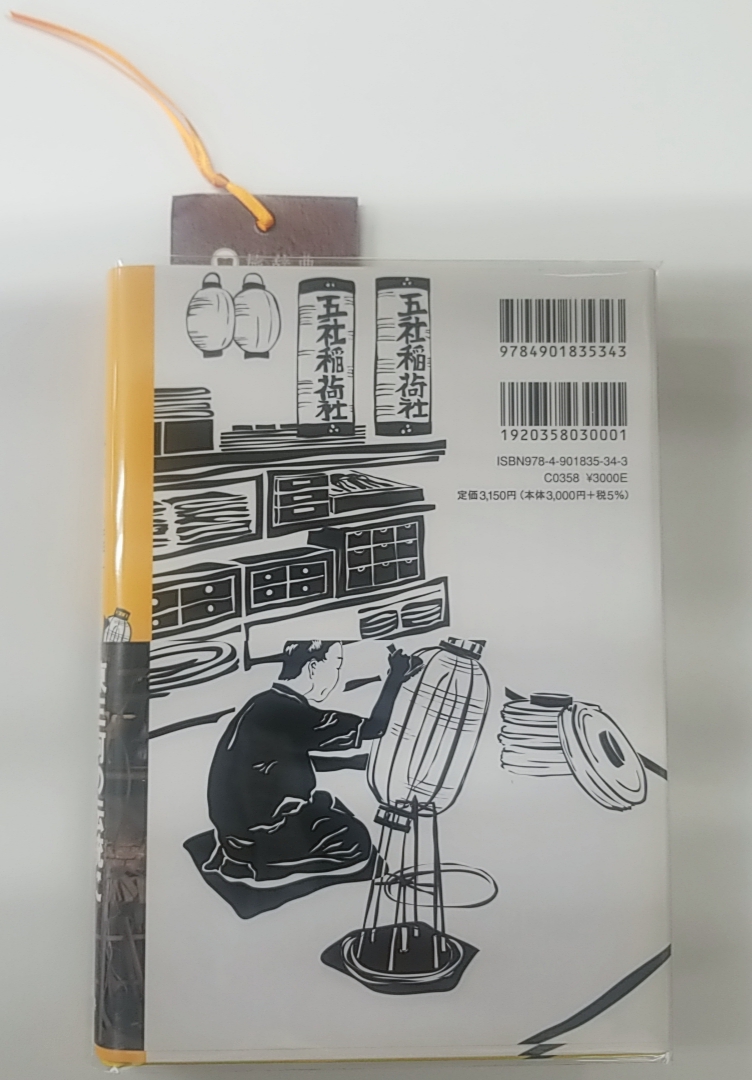 五社稲荷社
五社稲荷社
9784901835343
1920358030001
ISBN978-4-901835-34-3
C0358 ¥3000E
定価3,150円(本体3,000円+税5%)